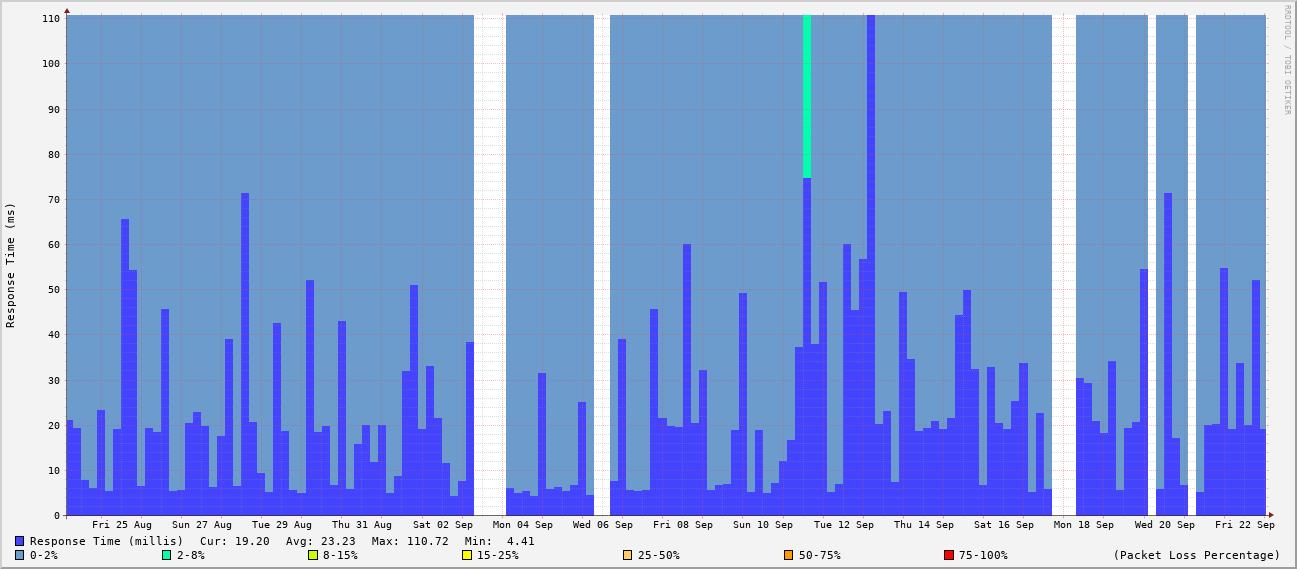 RRDTOOL / TOBI OETIKER
Response Time (ms)
110
100
90
80
70
60
50
40
30
20
10
0
Fri 25 Aug Sun 27 Aug Tue 29 Aug Thu 31 Aug Sat 02 Sep Mon 04 Sep Wed 06 Sep Fri 08 Sep Sun 10 Sep Tue 12 Sep Thu 14 Sep Sat 16 Sep Mon 18 Sep Wed 20 Sep Fri 22 Sep
Response Time (millis) Cur: 19.20 Avg: 23.23 Max: 110.72 Min: 4.41
0-2% 2-8% 8-15% 15-25% 25-50% 50-75% 75-100% (Packet Loss Percentage)